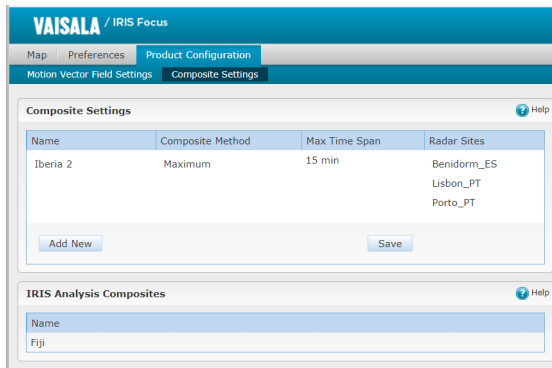 VAISALA / IRIS Focus
Map Preferences Product Configuration
Motion Vector Field Settings Composite Settings
Composite Settings ? Help
Name Composite Method Max Time Span Radar Sites
Iberia 2 Maximum 15 min Benidorm_ES
Lisbon_PT
Porto_PT
Add New Save
IRIS Analysis Composites ? Help
Name
Fiji